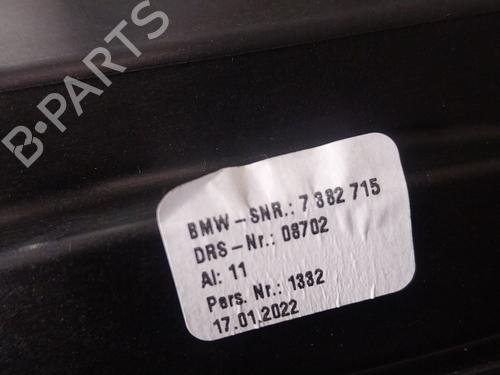 B-PARTS
BMW-SNR.: 7 382 715
DRS-Nr.: 08702
AI: 11
Pers. Nr.: 1332
17.01.2022